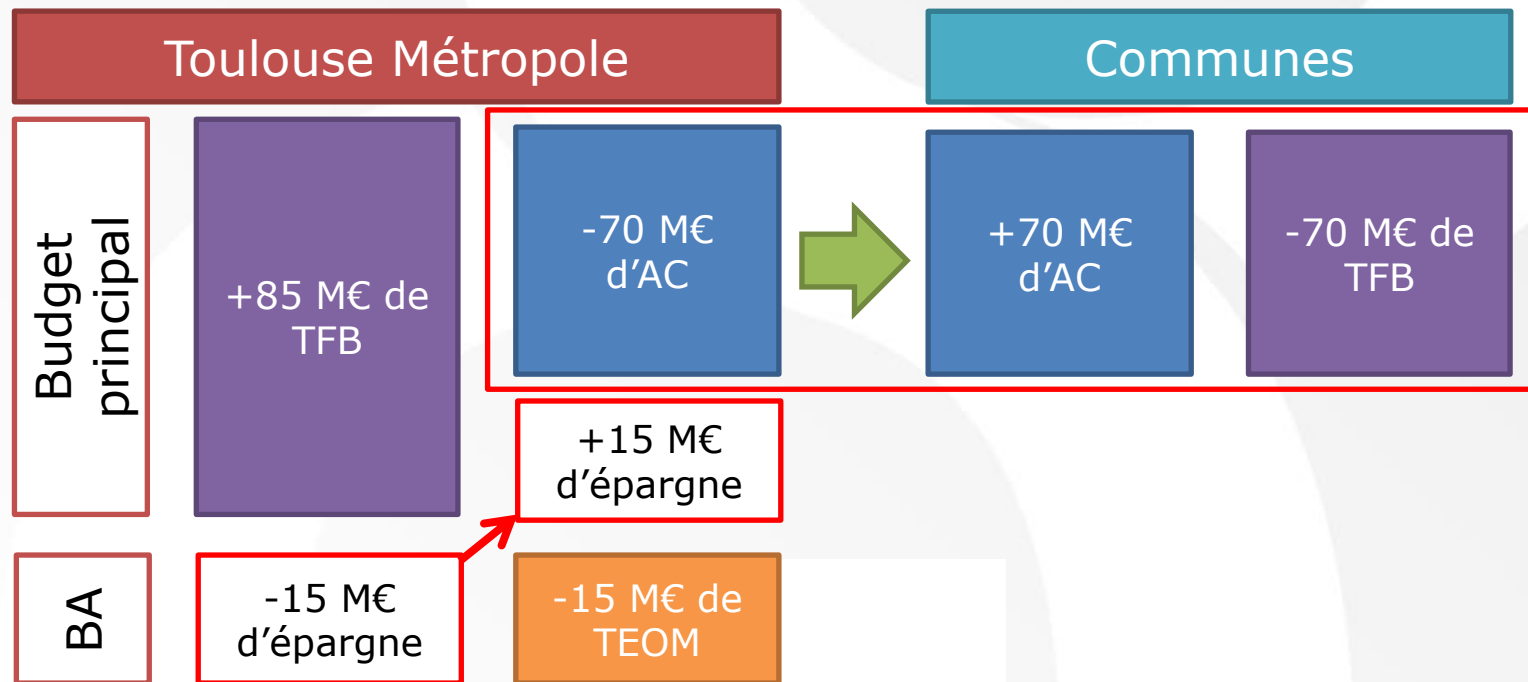 Toulouse Métropole
Communes
Budget
principal
+85 M€ de
TFB
-70 M€
d'AC
+70 M€
d'AC
-70 M€ de
TFB
+15 M€
d'épargne
BA
-15 M€
d'épargne
-15 M€ de
TEOM